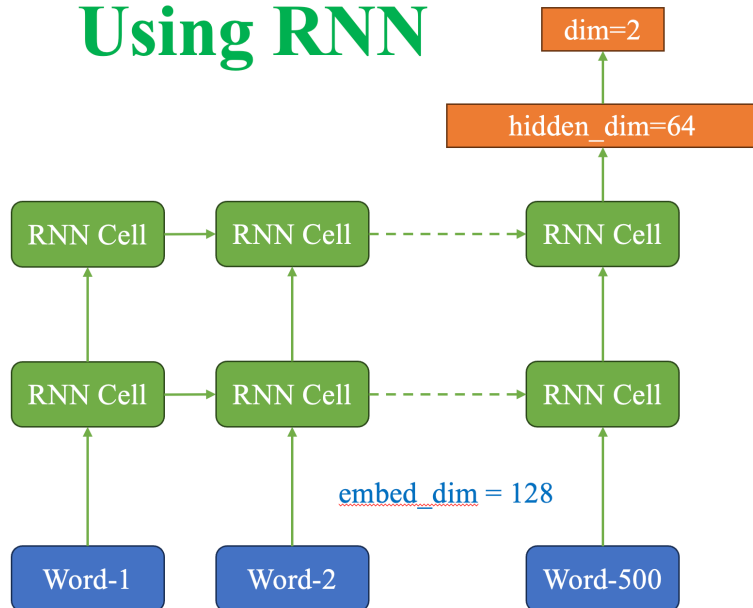 Using RNN
dim=2
hidden_dim=64
RNN Cell
RNN Cell
RNN Cell
RNN Cell
RNN Cell
RNN Cell
embed_dim = 128
Word-1
Word-2
Word-500